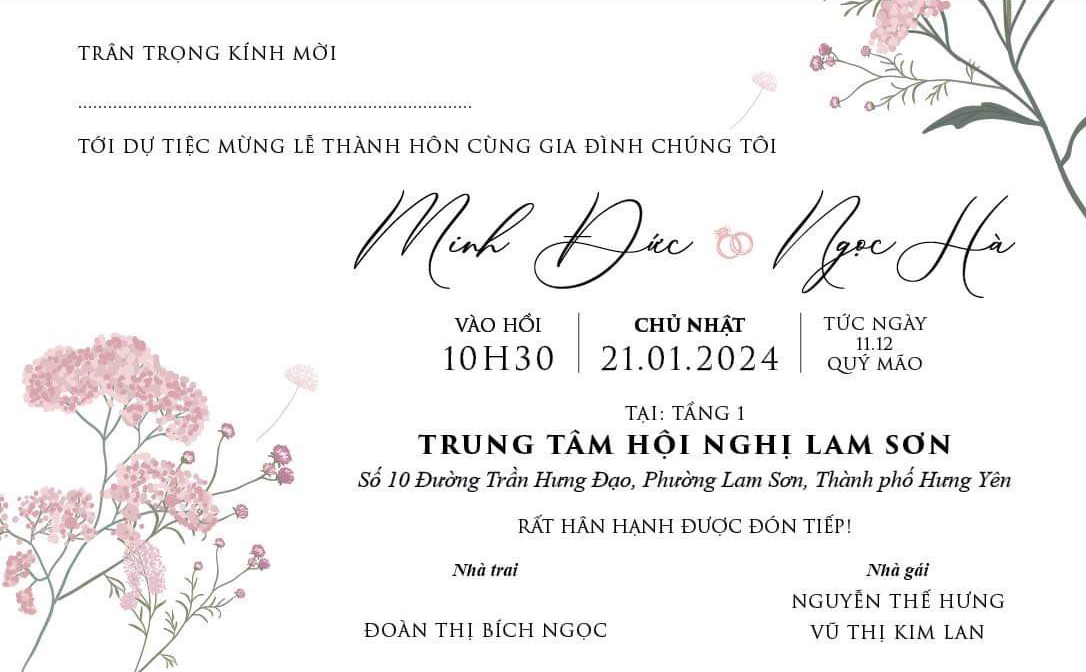 TRÂN TRỌNG KÍNH MỜI
................................................................................
TỚI DỰ TIỆC MỪNG LỄ THÀNH HÔN CÙNG GIA ĐÌNH CHÚNG TÔI
Minh Đức Ngọc Hà
VÀO HỒI
10H30
CHỦ NHẬT
21.01.2024
TỨC NGÀY
11.12
QUÝ MÃO
TẠI: TẦNG 1
TRUNG TÂM HỘI NGHỊ LAM SƠN
Số 10 Đường Trần Hưng Đạo, Phường Lam Sơn, Thành phố Hưng Yên
RẤT HÂN HẠNH ĐƯỢC ĐÓN TIẾP!
Nhà trai
ĐOÀN THỊ BÍCH NGỌC
Nhà gái
NGUYỄN THẾ HƯNG
VŨ THỊ KIM LAN